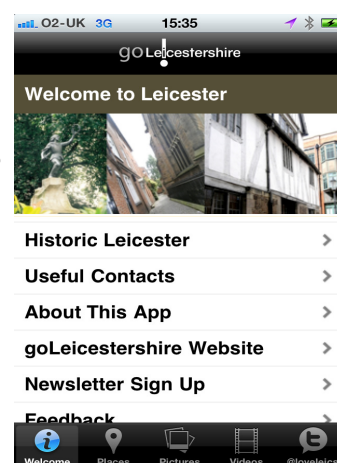 O2-UK 3G 15:35
goLeicestershire
Welcome to Leicester
Historic Leicester
Useful Contacts
About This App
goLeicestershire Website
Newsletter Sign Up
Feedback
Welcome Places Pictures Videos @loveleics